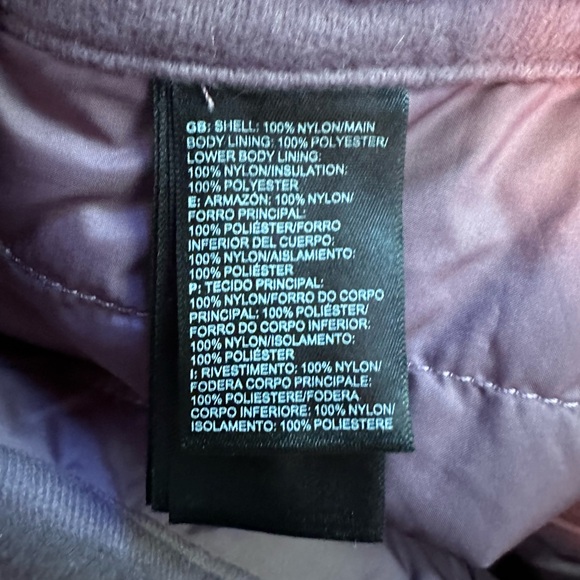 GB: SHELL: 100% NYLON/MAIN
BODY LINING: 100% POLYESTER/
LOWER BODY LINING:
100% NYLON/INSULATION:
100% POLYESTER
E: ARMAZÓN: 100% NYLON/
FORRO PRINCIPAL:
100% POLIÉSTER/FORRO
INFERIOR DEL CUERPO:
100% NYLON/AISLAMIENTO:
100% POLIÉSTER
P: TECIDO PRINCIPAL:
100% NYLON/FORRO DO CORPO
PRINCIPAL: 100% POLIÉSTER/
FORRO DO CORPO INFERIOR:
100% NYLON/ISOLAMENTO:
100% POLIÉSTER
I: RIVESTIMENTO: 100% NYLON/
FODERA CORPO PRINCIPALE:
100% POLIESTERE/FODERA
CORPO INFERIORE: 100% NYLON/
ISOLAMENTO: 100% POLIESTERE